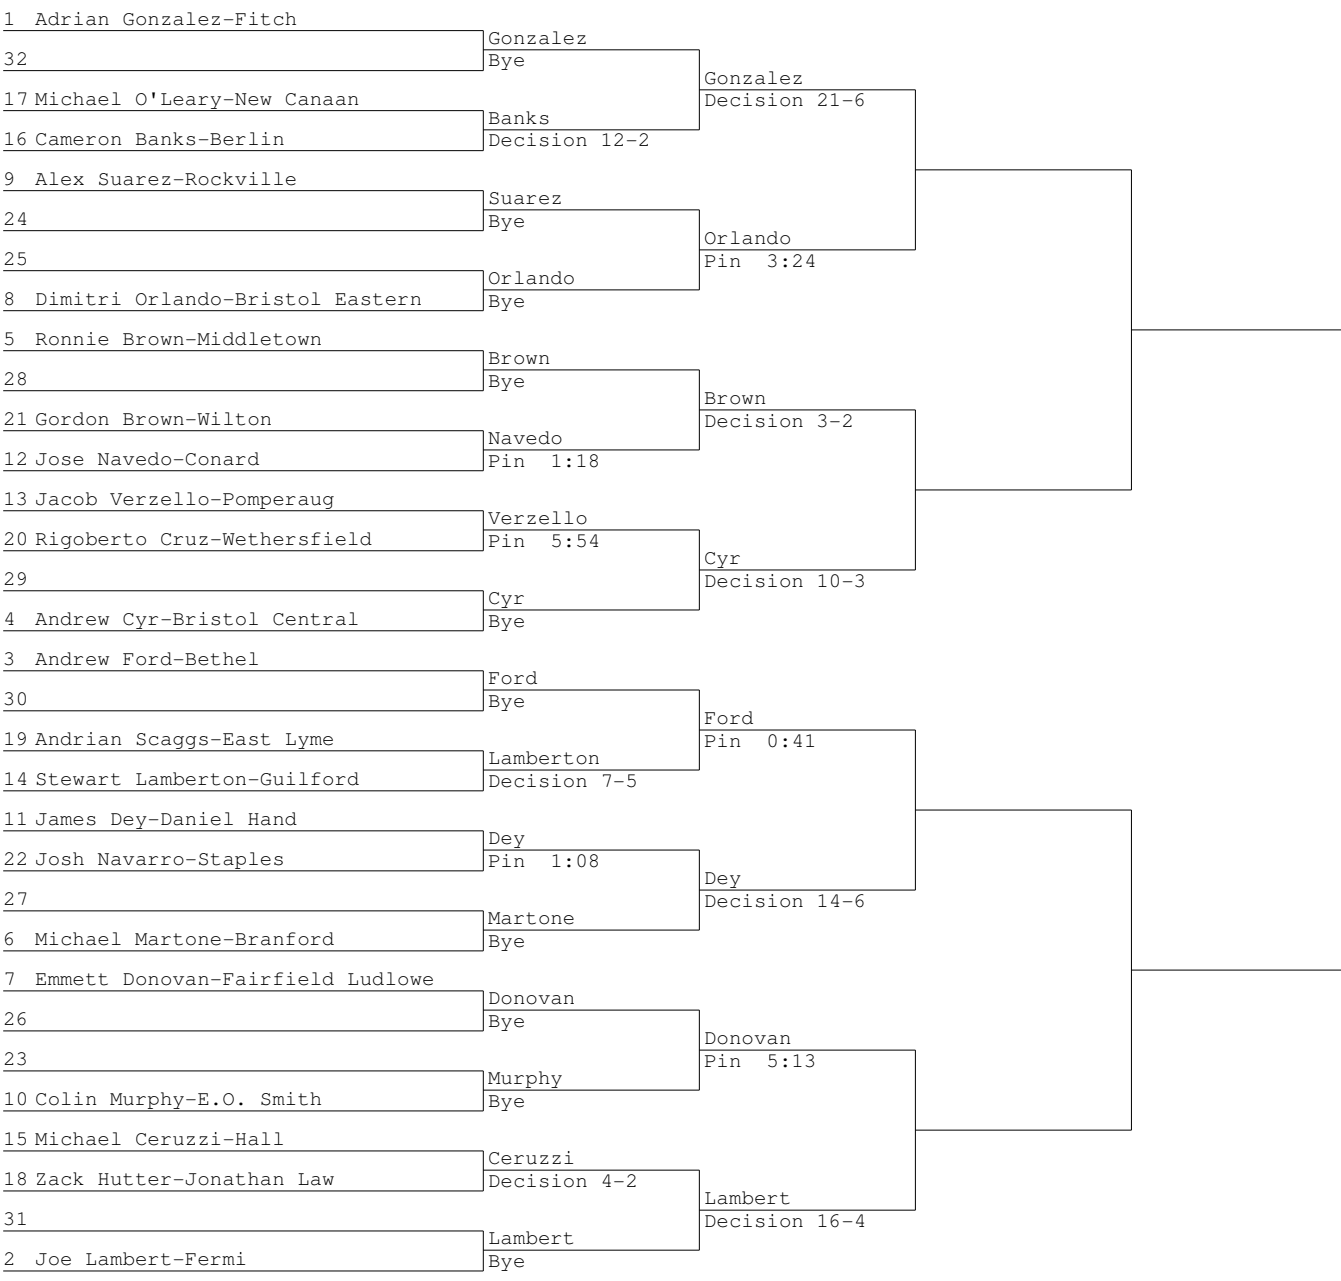 1 Adrian Gonzalez-Fitch
32
17 Michael O'Leary-New Canaan
16 Cameron Banks-Berlin
9 Alex Suarez-Rockville
24
25
8 Dimitri Orlando-Bristol Eastern
5 Ronnie Brown-Middletown
28
21 Gordon Brown-Wilton
12 Jose Navedo-Conard
13 Jacob Verzello-Pomperaug
20 Rigoberto Cruz-Wethersfield
29
4 Andrew Cyr-Bristol Central
3 Andrew Ford-Bethel
30
19 Andrian Scaggs-East Lyme
14 Stewart Lamberton-Guilford
11 James Dey-Daniel Hand
22 Josh Navarro-Staples
27
6 Michael Martone-Branford
7 Emmett Donovan-Fairfield Ludlowe
26
23
10 Colin Murphy-E.O. Smith
15 Michael Ceruzzi-Hall
18 Zack Hutter-Jonathan Law
31
2 Joe Lambert-Fermi
Gonzalez
Bye
Banks
Decision 12-2
Suarez
Bye
Orlando
Bye
Brown
Bye
Navedo
Pin 1:18
Verzello
Pin 5:54
Cyr
Bye
Ford
Bye
Lamberton
Decision 7-5
Dey
Pin 1:08
Martone
Bye
Donovan
Bye
Murphy
Bye
Ceruzzi
Decision 4-2
Lambert
Bye
Gonzalez
Decision 21-6
Orlando
Pin 3:24
Brown
Decision 3-2
Cyr
Decision 10-3
Ford
Pin 0:41
Dey
Decision 14-6
Donovan
Pin 5:13
Lambert
Decision 16-4